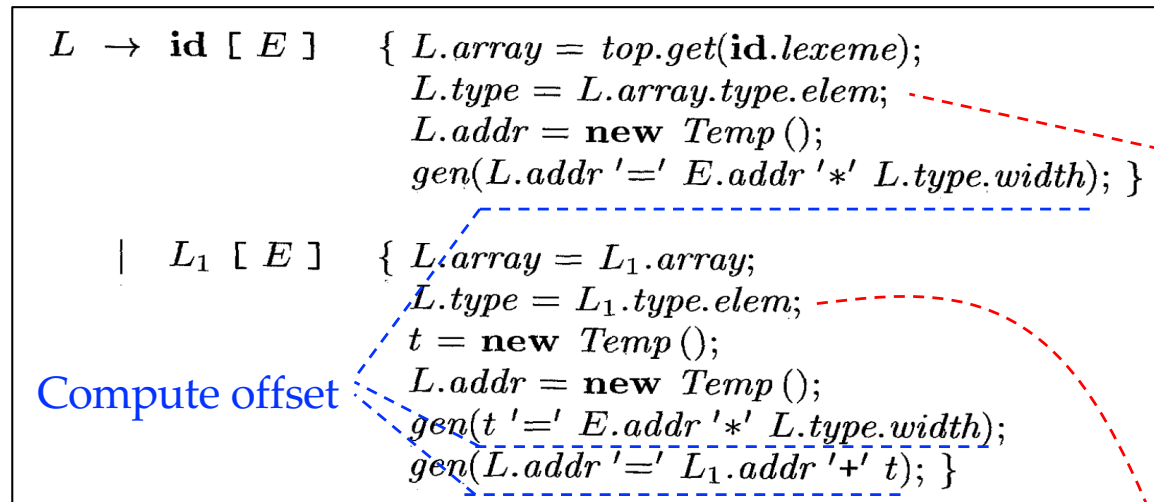 L → id [ E ] { L.array = top.get(id.lexeme);
L.type = L.array.type.elem;
L.addr = new Temp ();
gen(L.addr '=' E.addr '*' L.type.width); }
| L₁ [ E ] { L.array = L₁.array;
L.type = L₁.type.elem;
t = new Temp ();
L.addr = new Temp ();
Compute offset
gen(t '=' E.addr '*' L.type.width);
gen(L.addr '=' L₁.addr '+' t); }